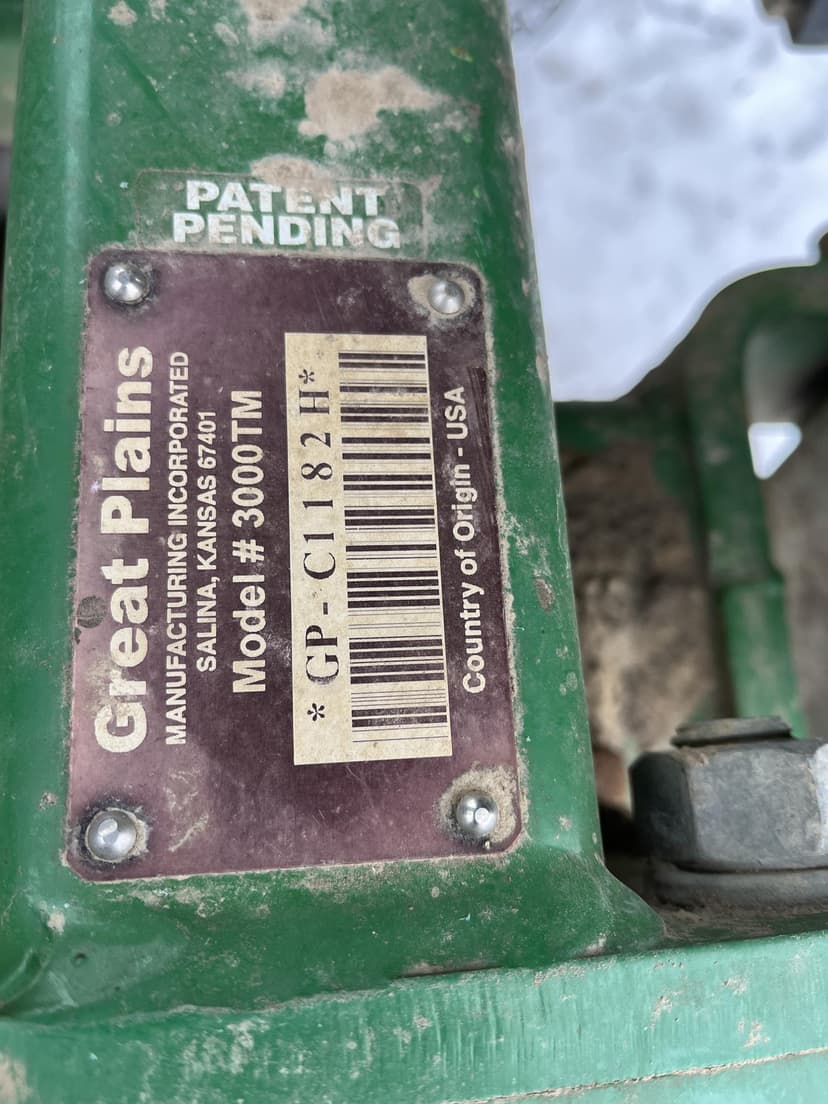 PATENT
PENDING
Great Plains
MANUFACTURING INCORPORATED
SALINA, KANSAS 67401
Model # 3000TM
* GP - C1182H*
Country of Origin - USA